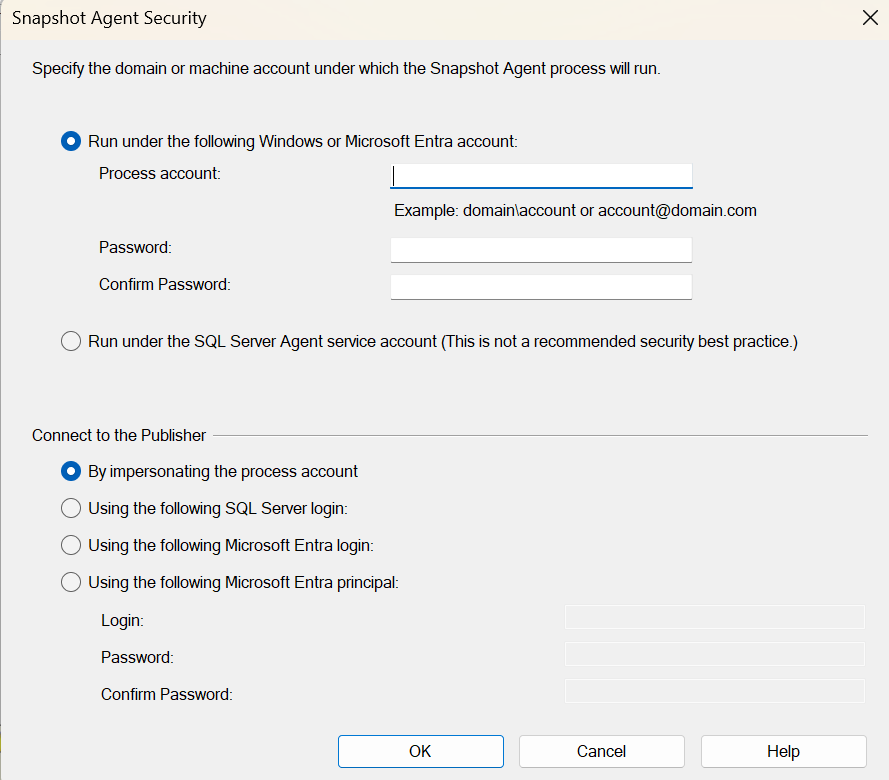 Snapshot Agent Security
Specify the domain or machine account under which the Snapshot Agent process will run.
Run under the following Windows or Microsoft Entra account:
Process account:
Example: domain\account or account@domain.com
Password:
Confirm Password:
Run under the SQL Server Agent service account (This is not a recommended security best practice.)
Connect to the Publisher
By impersonating the process account
Using the following SQL Server login:
Using the following Microsoft Entra login:
Using the following Microsoft Entra principal:
Login:
Password:
Confirm Password:
OK Cancel Help